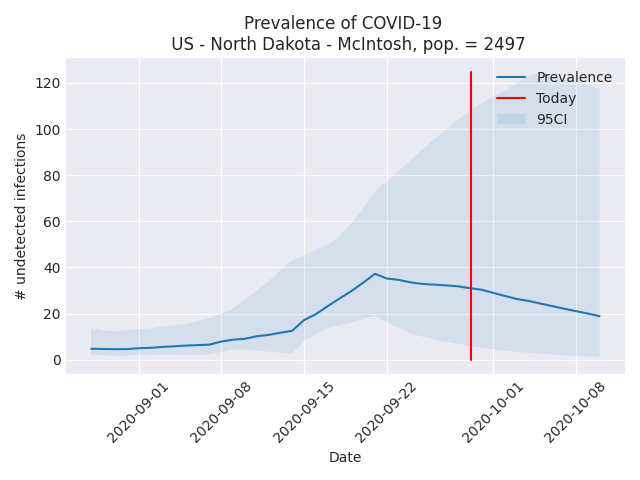 Prevalence of COVID-19
US - North Dakota - McIntosh, pop. = 2497
Prevalence
Today
95CI
# undetected infections
120
100
80
60
40
20
0
2020-09-01
2020-09-08
2020-09-15
2020-09-22
2020-10-01
2020-10-08
Date